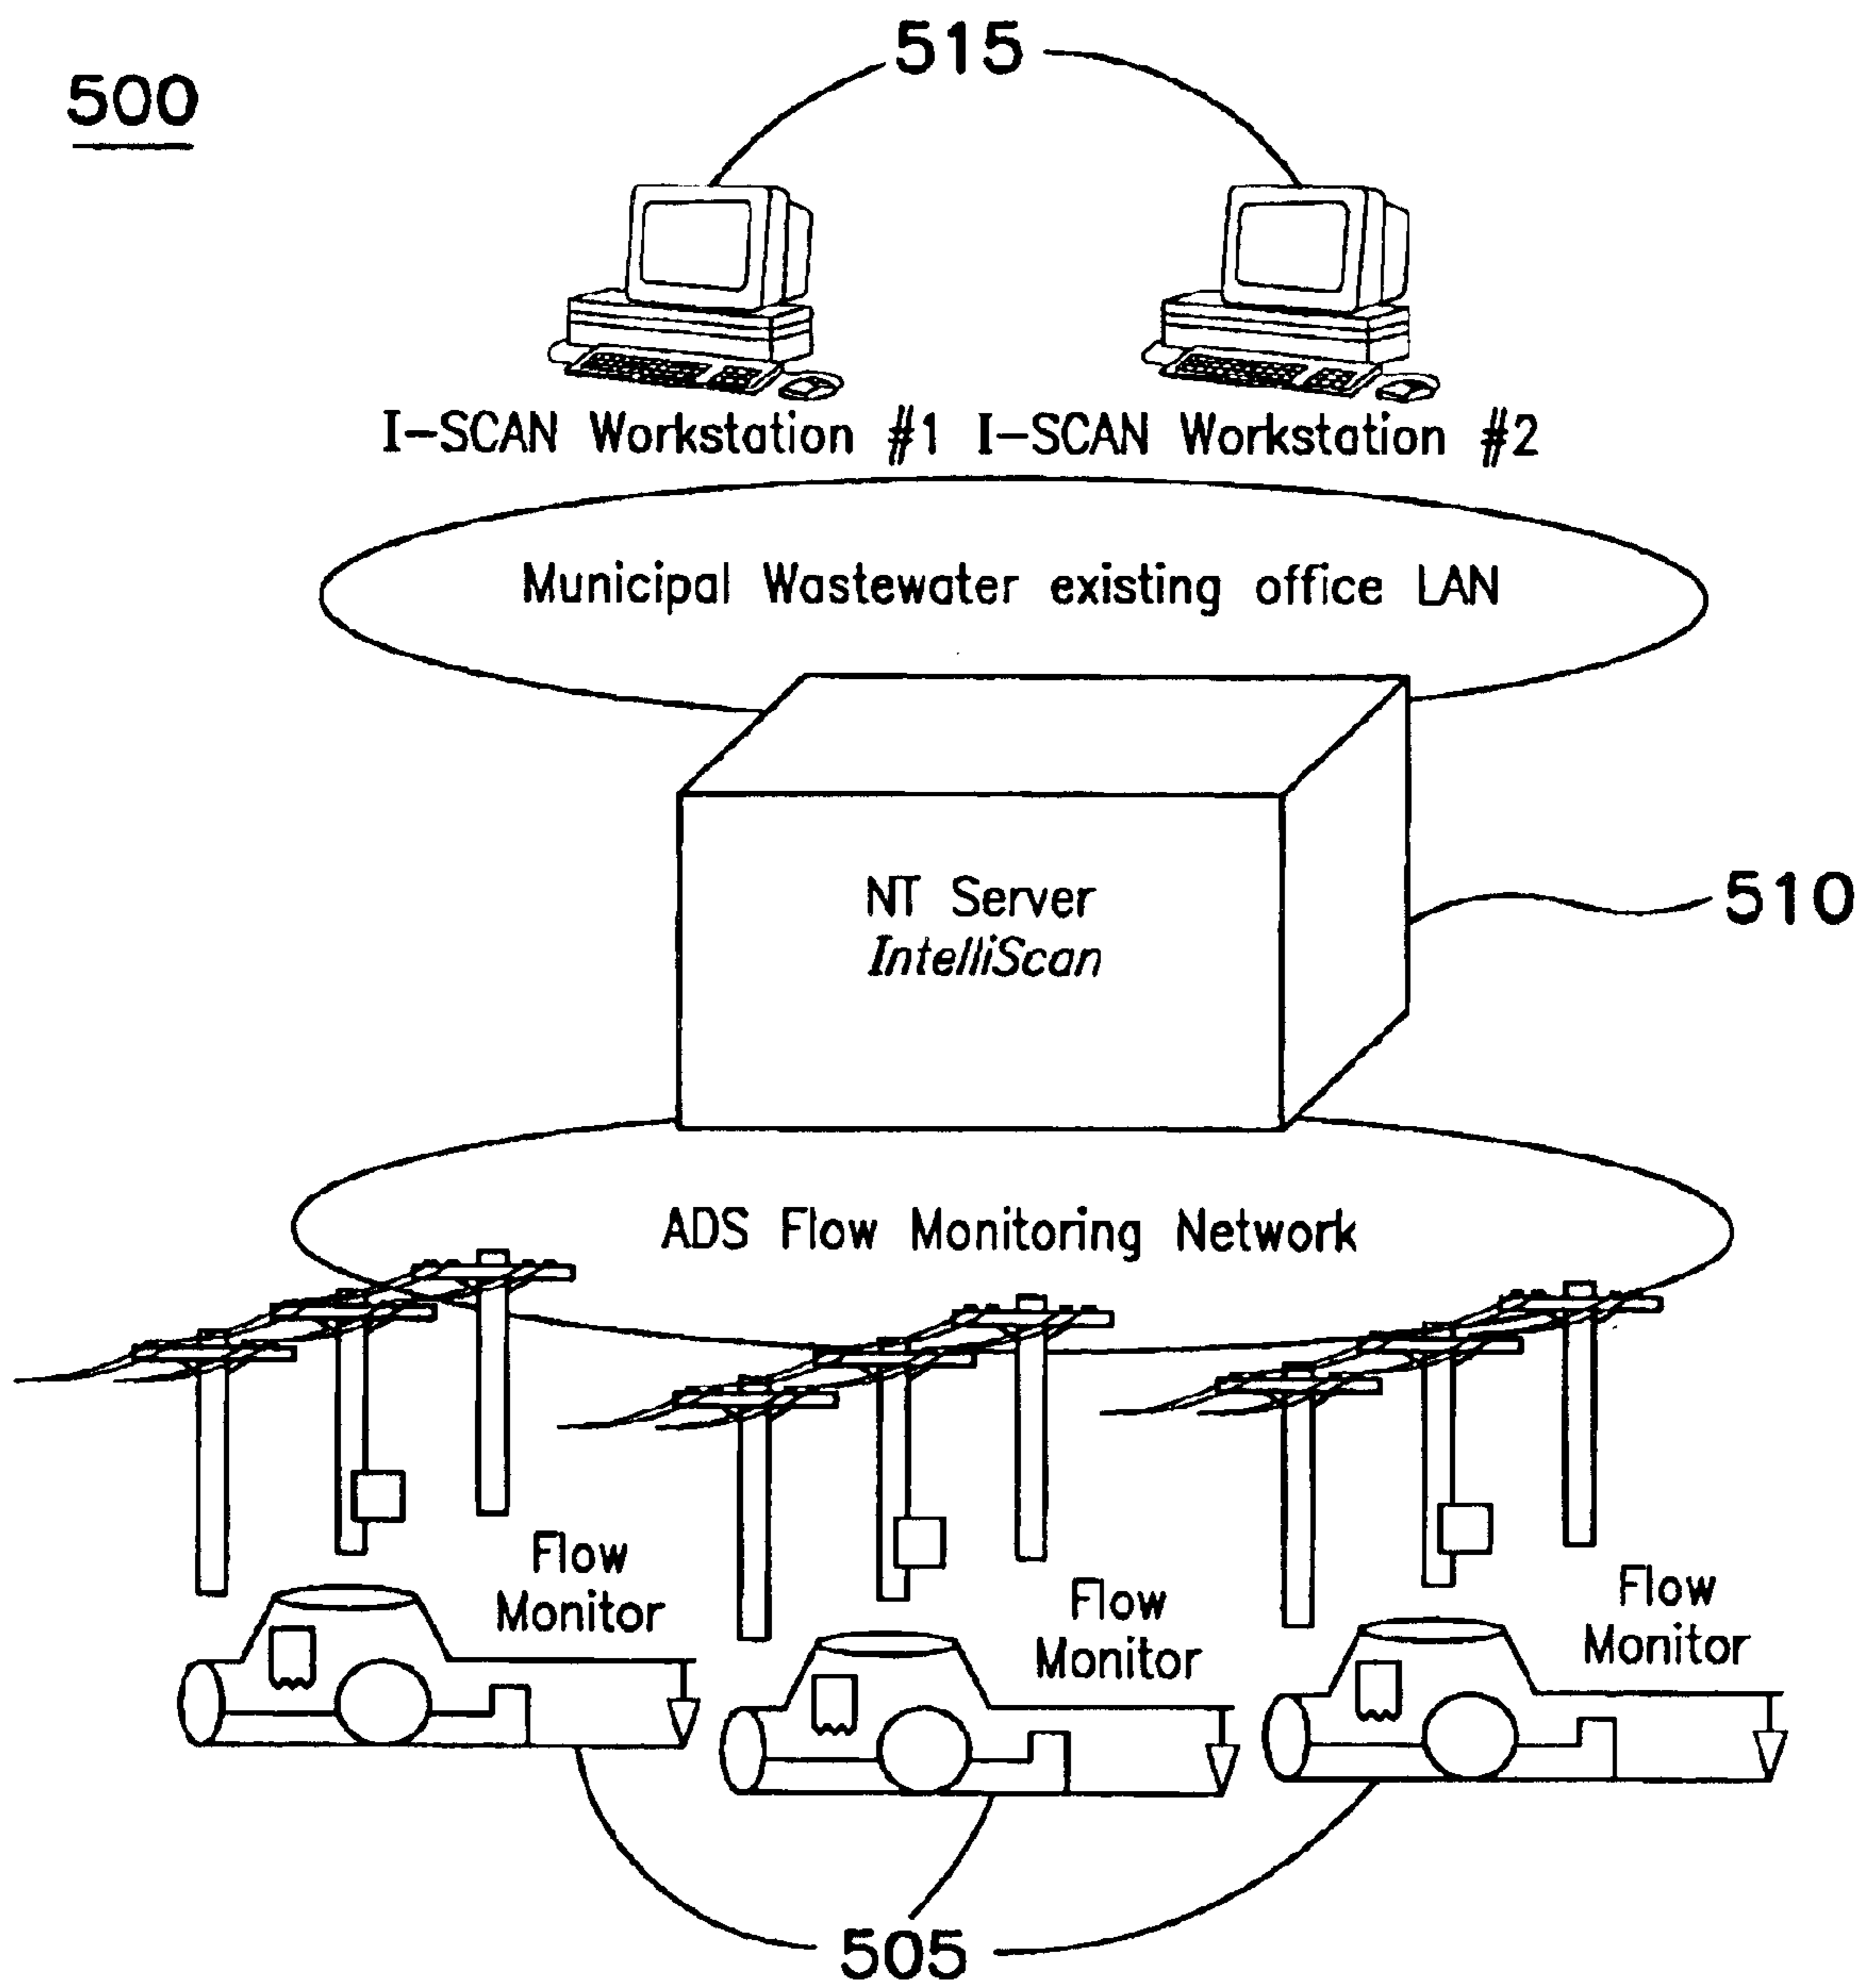 515
500
I-SCAN Workstation #1 I-SCAN Workstation #2
Municipal Wastewater existing office LAN
NT Server
IntelliScan
510
ADS Flow Monitoring Network
Flow
Monitor
Flow
Monitor
Flow
Monitor
505